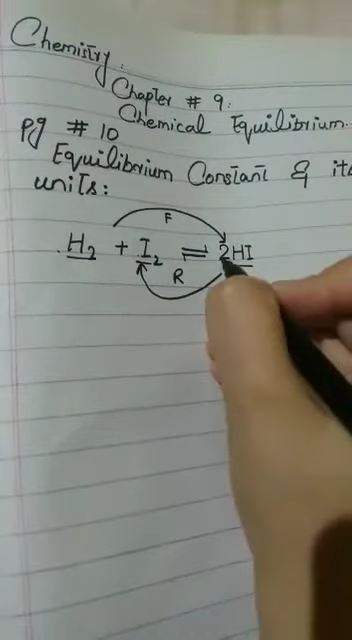 Chemistry.
Chapter # 9:
Chemical Equilibrium.
pg # 10
Equilibrium Constant & its
units:
F
H₂ + I₂ ⇌ 2HI
R